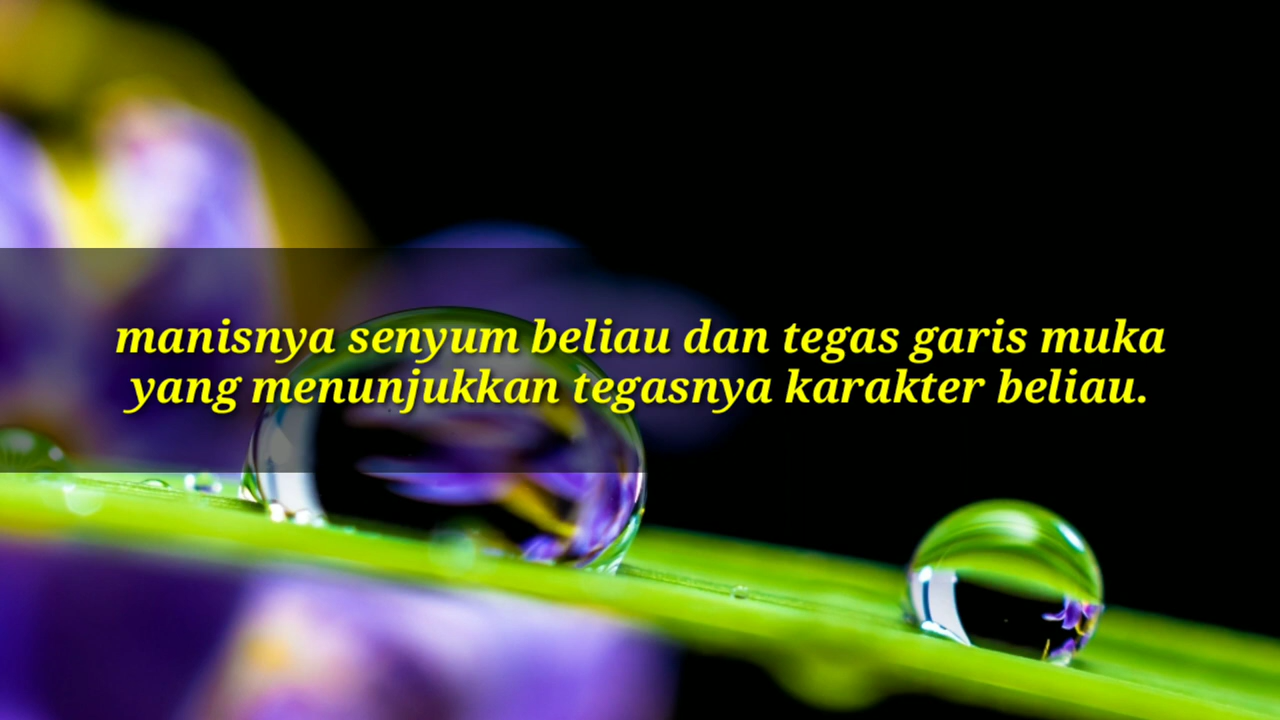 manisnya senyum beliau dan tegas garis muka
yang menunjukkan tegasnya karakter beliau.